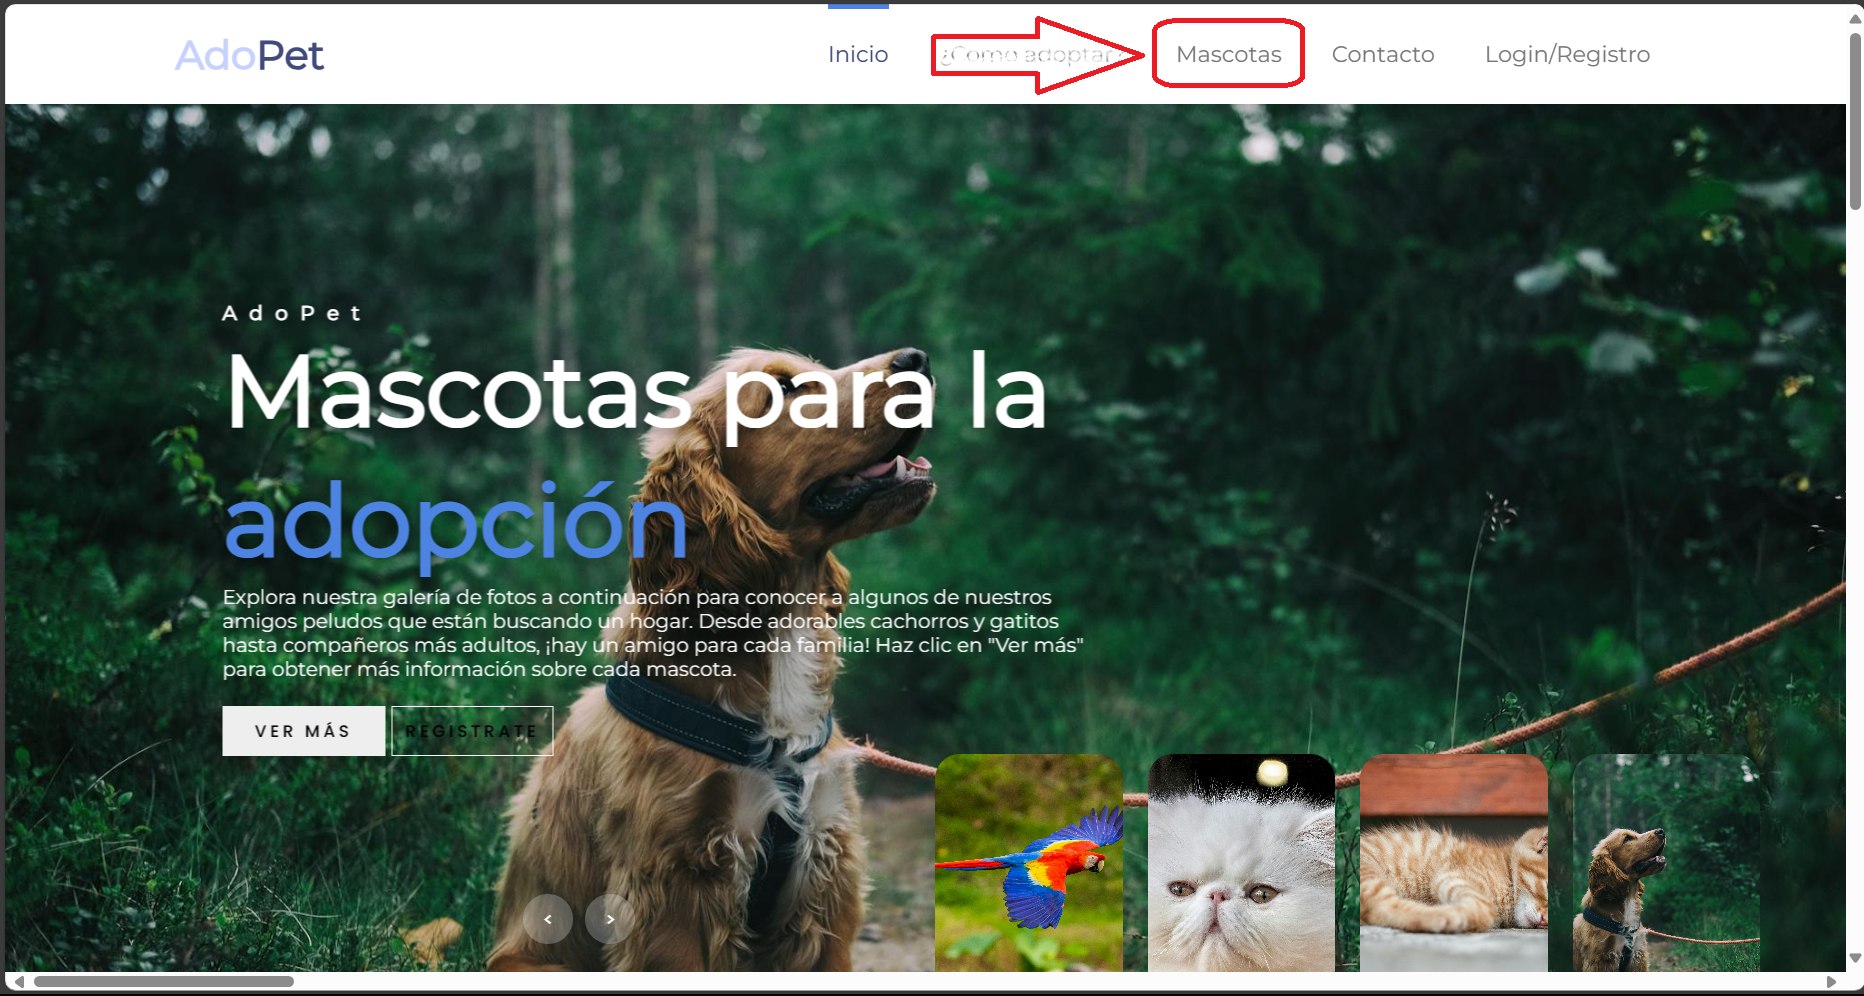 AdoPet
Inicio
¿Como adoptar?
Mascotas
Contacto
Login/Registro
AdoPet
Mascotas para la
adopción
Explora nuestra galería de fotos a continuación para conocer a algunos de nuestros
amigos peludos que están buscando un hogar. Desde adorables cachorros y gatitos
hasta compañeros más adultos, ¡hay un amigo para cada familia! Haz clic en "Ver más"
para obtener más información sobre cada mascota.
VER MÁS
REGISTRATE
< >